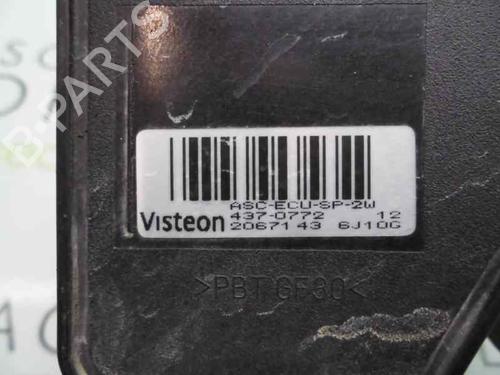 B-PARTS
ASC-ECU-SP-2W
Visteon 437-0772 12
2067143 6J10G
>PBT GF30<